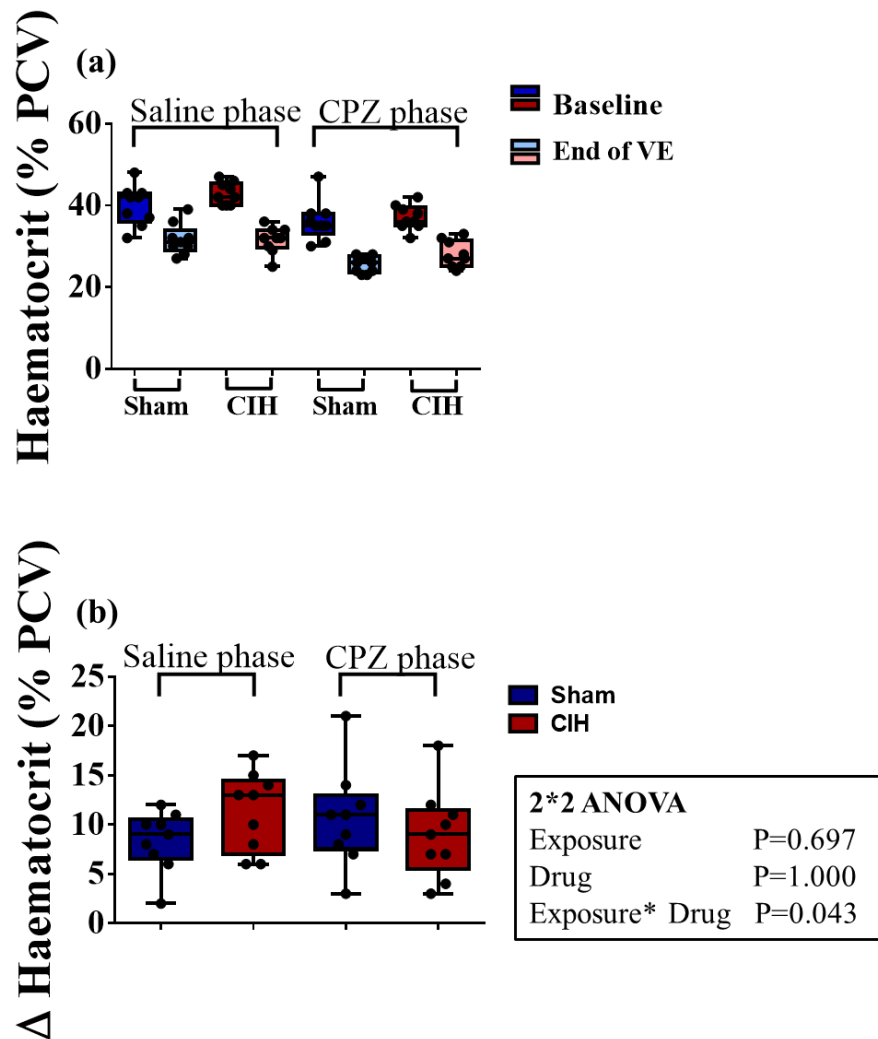 (a)
Saline phase
CPZ phase
Baseline
End of VE
Haematocrit (% PCV)
60
40
20
0
Sham
CIH
Sham
CIH
(b)
Saline phase
CPZ phase
Sham
CIH
Δ Haematocrit (% PCV)
25
20
15
10
5
0
2*2 ANOVA
Exposure P=0.697
Drug P=1.000
Exposure* Drug P=0.043